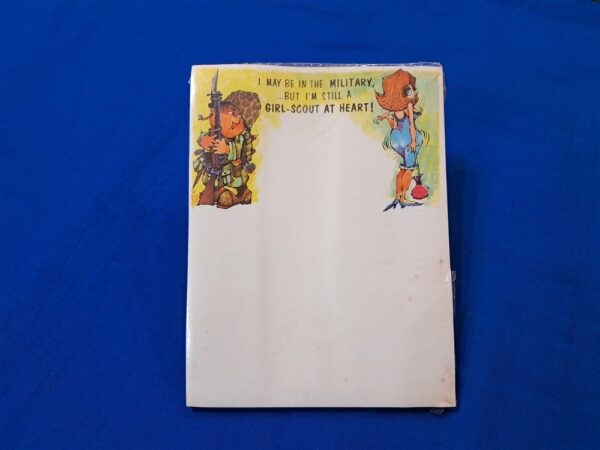 I MAY BE IN THE MILITARY,
...BUT I'M STILL A
GIRL-SCOUT AT HEART!